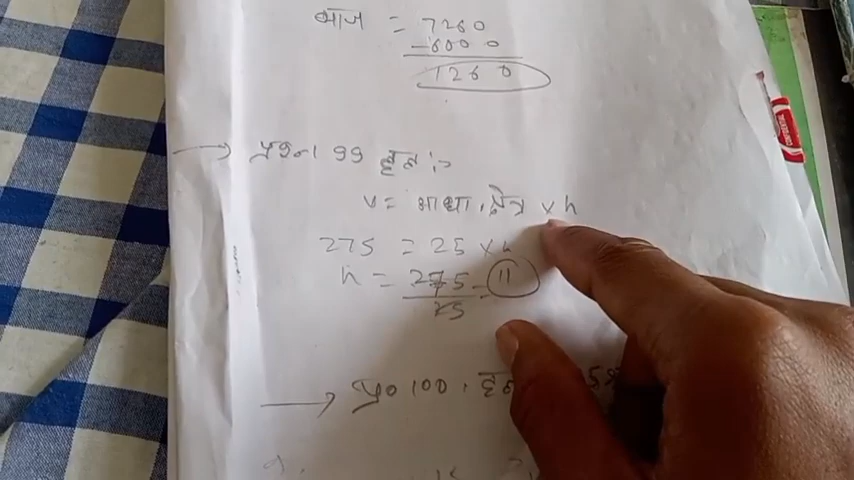 ब्याज = 7260
- 6000
1260
→ प्रश्न 99 हल :-
v = आधा. क्षेत्र x h
275 = 25 x h
h = 275 = 11
25
→ प्र० 100. हल